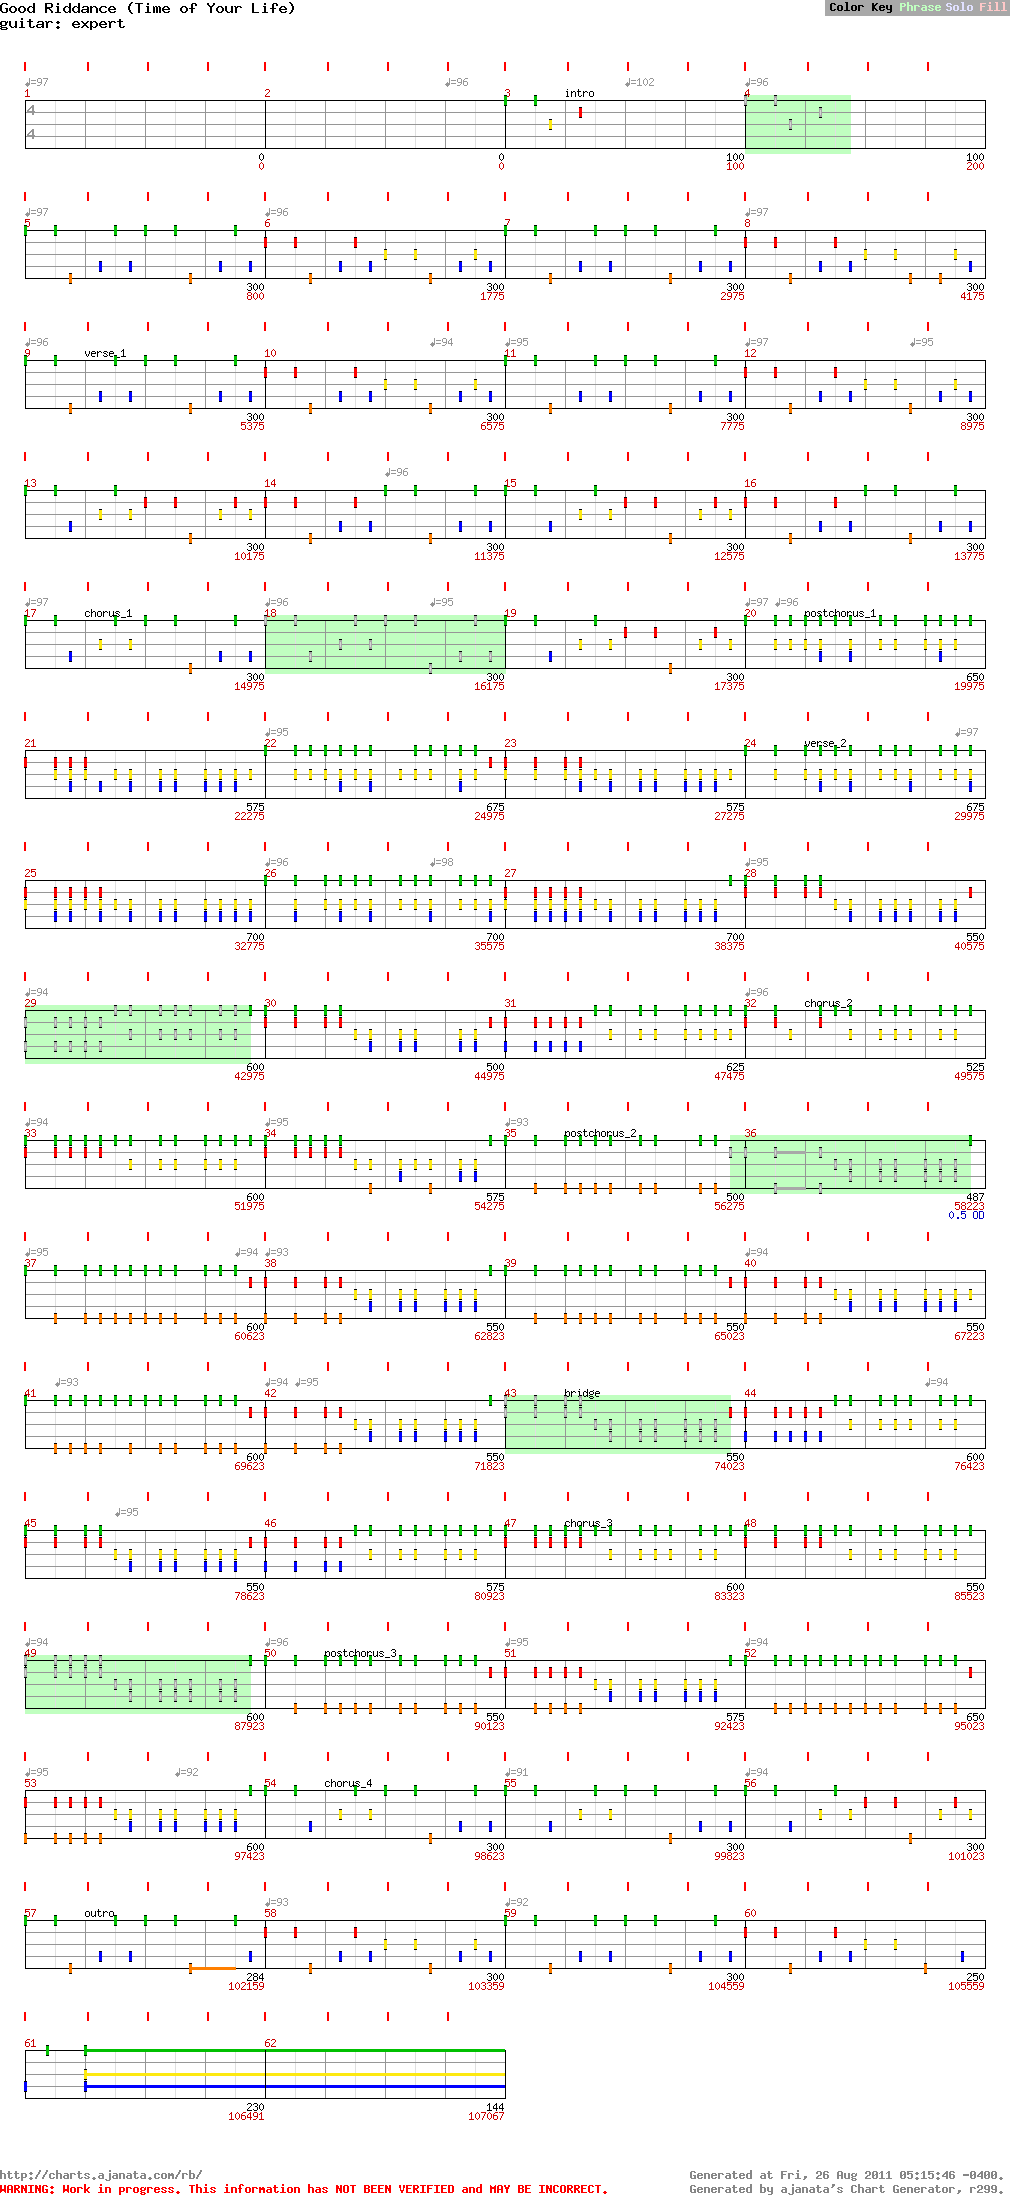 Good Riddance (Time of Your Life)
Color Key Phrase Solo Fill
guitar: expert
♩=97 ♩=96 ♩=102 ♩=96
1 2 3 intro 4
4
4
0 0 100 100
0 0 100 200
♩=97 ♩=96 ♩=97
5 6 7 8
300 300 300 300
800 1775 2975 4175
♩=96 ♩=94 ♩=95 ♩=97 ♩=95
9 verse_1 10 11 12
300 300 300 300
5375 6575 7775 8975
♩=96
13 14 15 16
300 300 300 300
10175 11375 12575 13775
♩=97 ♩=96 ♩=95 ♩=97 ♩=96
17 chorus_1 18 19 20 postchorus_1
300 300 300 650
14975 16175 17375 19975
♩=95 ♩=97
21 22 23 24 verse_2
575 675 575 675
22275 24975 27275 29975
♩=96 ♩=98 ♩=95
25 26 27 28
700 700 700 550
32775 35575 38375 40575
♩=94 ♩=96
29 30 31 32 chorus_2
600 500 625 525
42975 44975 47475 49575
♩=94 ♩=95 ♩=93
33 34 35 postchorus_2 36
600 575 500 487
51975 54275 56275 58223
0.5 OD
♩=95 ♩=94 ♩=93 ♩=94
37 38 39 40
600 550 550 550
60623 62823 65023 67223
♩=93 ♩=94 ♩=95 ♩=94
41 42 43 bridge 44
600 550 550 600
69623 71823 74023 76423
♩=95
45 46 47 chorus_3 48
550 575 600 550
78623 80923 83323 85523
♩=94 ♩=96 ♩=95 ♩=94
49 50 postchorus_3 51 52
600 550 575 650
87923 90123 92423 95023
♩=95 ♩=92 ♩=91 ♩=94
53 54 chorus_4 55 56
600 300 300 300
97423 98623 99823 101023
♩=93 ♩=92
57 outro 58 59 60
284 300 300 250
102159 103359 104559 105559
61 62
230 144
106491 107067
http://charts.ajanata.com/rb/
Generated at Fri, 26 Aug 2011 05:15:46 -0400.
WARNING: Work in progress. This information has NOT BEEN VERIFIED and MAY BE INCORRECT.
Generated by ajanata's Chart Generator, r299.